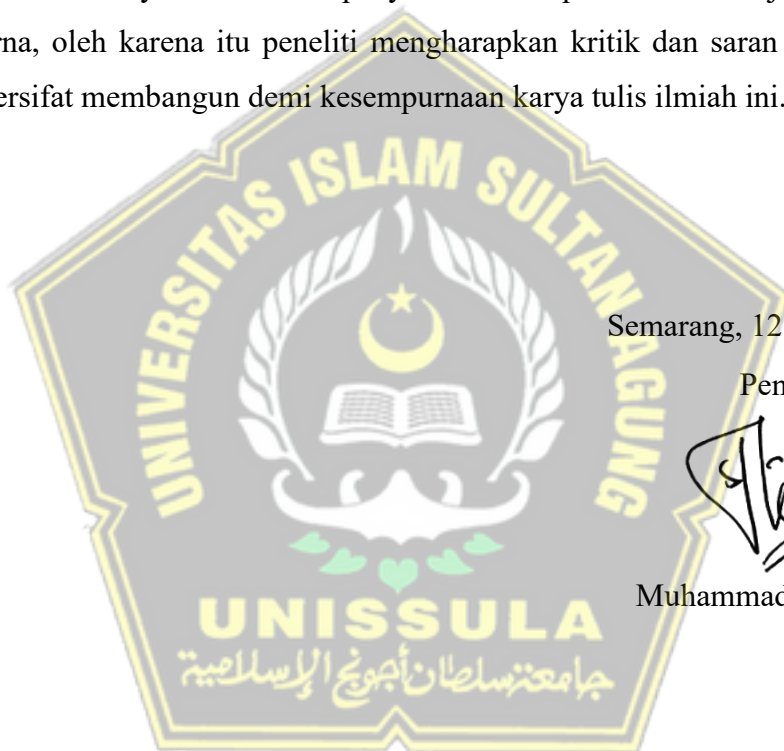 rna, oleh karena itu peneliti mengharapkan kritik dan saran
ersifat membangun demi kesempurnaan karya tulis ilmiah ini.
UNIVERSITAS ISLAM SULTAN AGUNG
Semarang, 12
Pen
Muhammad
UNISSULA
جامعة سلطان أجونج الإسلامية